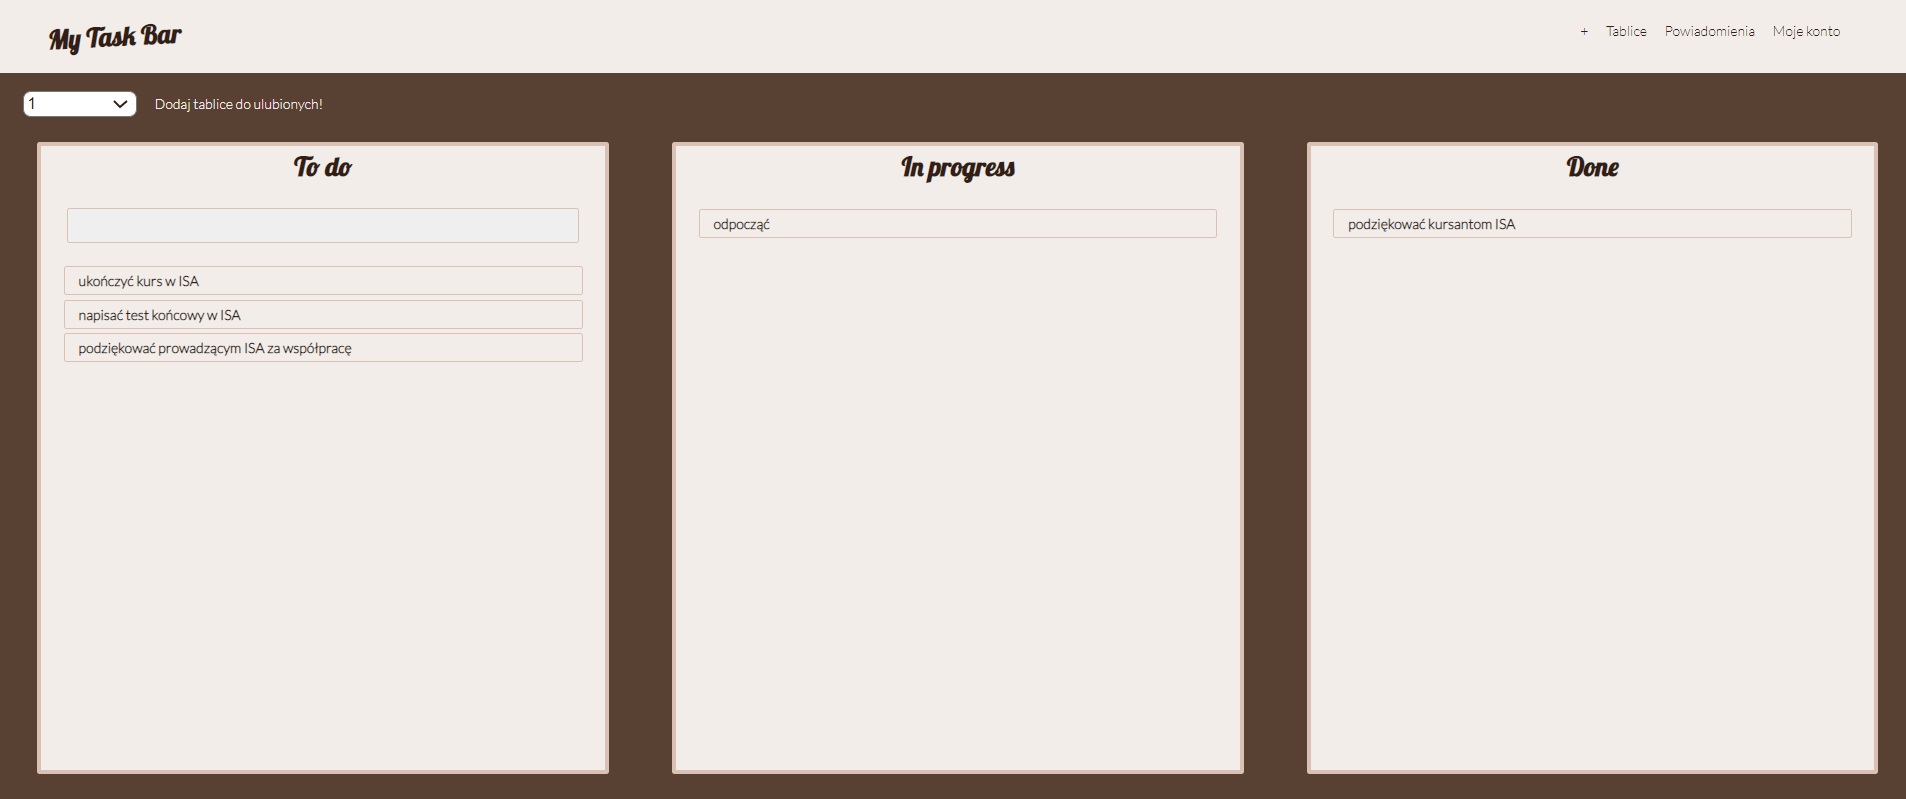 My Task Bar
+ Tablice Powiadomienia Moje konto
1
Dodaj tablice do ulubionych!
To do
ukończyć kurs w ISA
napisać test końcowy w ISA
podziękować prowadzącym ISA za współpracę
In progress
odpocząć
Done
podziękować kursantom ISA